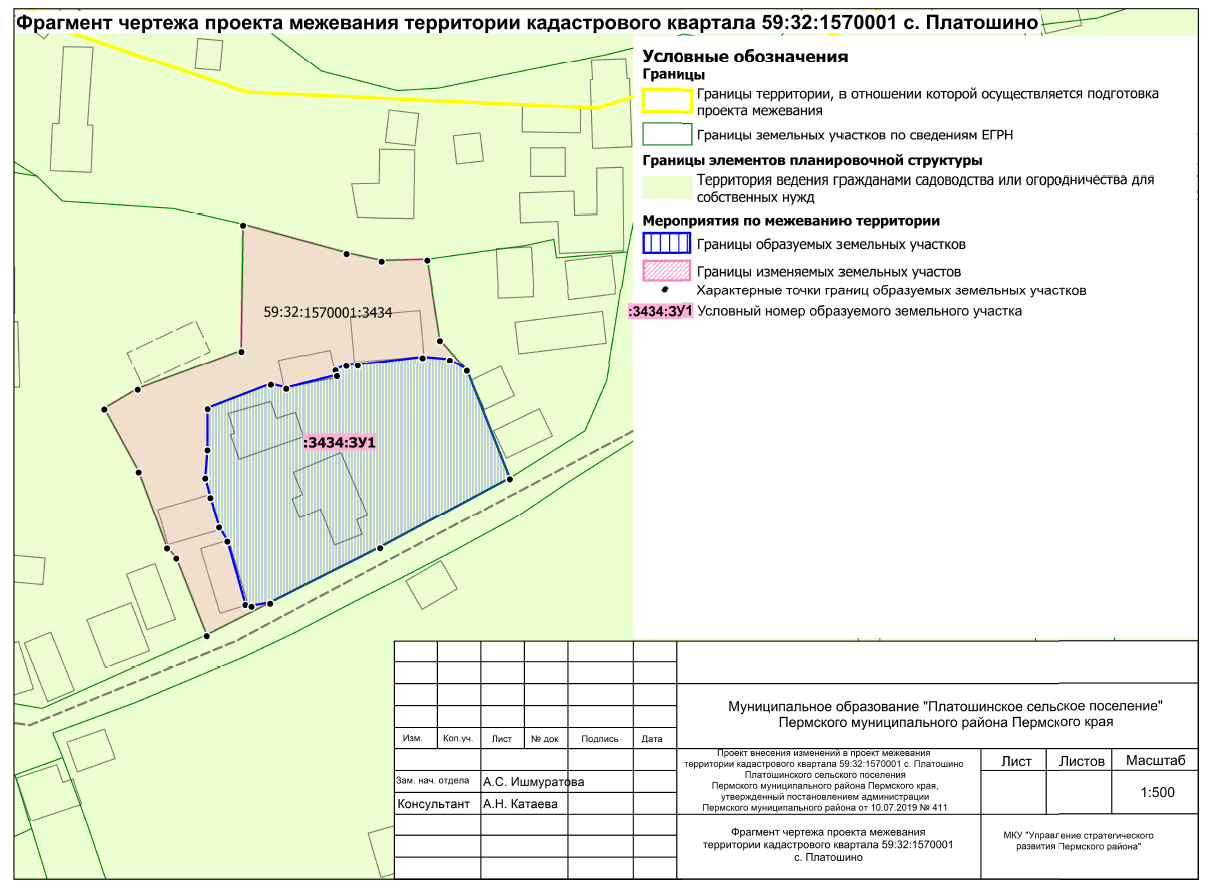 Фрагмент чертежа проекта межевания территории кадастрового квартала 59:32:1570001 с. Платошино
Условные обозначения
Границы
Границы территории, в отношении которой осуществляется подготовка
проекта межевания
Границы земельных участков по сведениям ЕГРН
Границы элементов планировочной структуры
Территория ведения гражданами садоводства или огородничества для
собственных нужд
Мероприятия по межеванию территории
Границы образуемых земельных участков
Границы изменяемых земельных участов
Характерные точки границ образуемых земельных участков
:3434:ЗУ1 Условный номер образуемого земельного участка
59:32:1570001:3434
:3434:ЗУ1
Изм. Кол.уч. Лист № док Подпись Дата
Зам. нач. отдела А.С. Ишмуратова
Консультант А.Н. Катаева
Муниципальное образование "Платошинское сельское поселение"
Пермского муниципального района Пермского края
Проект внесения изменений в проект межевания
территории кадастрового квартала 59:32:1570001 с. Платошино
Платошинского сельского поселения
Пермского муниципального района Пермского края,
утвержденный постановлением администрации
Пермского муниципального района от 10.07.2019 № 411
Лист Листов Масштаб
1:500
Фрагмент чертежа проекта межевания
территории кадастрового квартала 59:32:1570001
с. Платошино
МКУ "Управление стратегического
развития Пермского района"